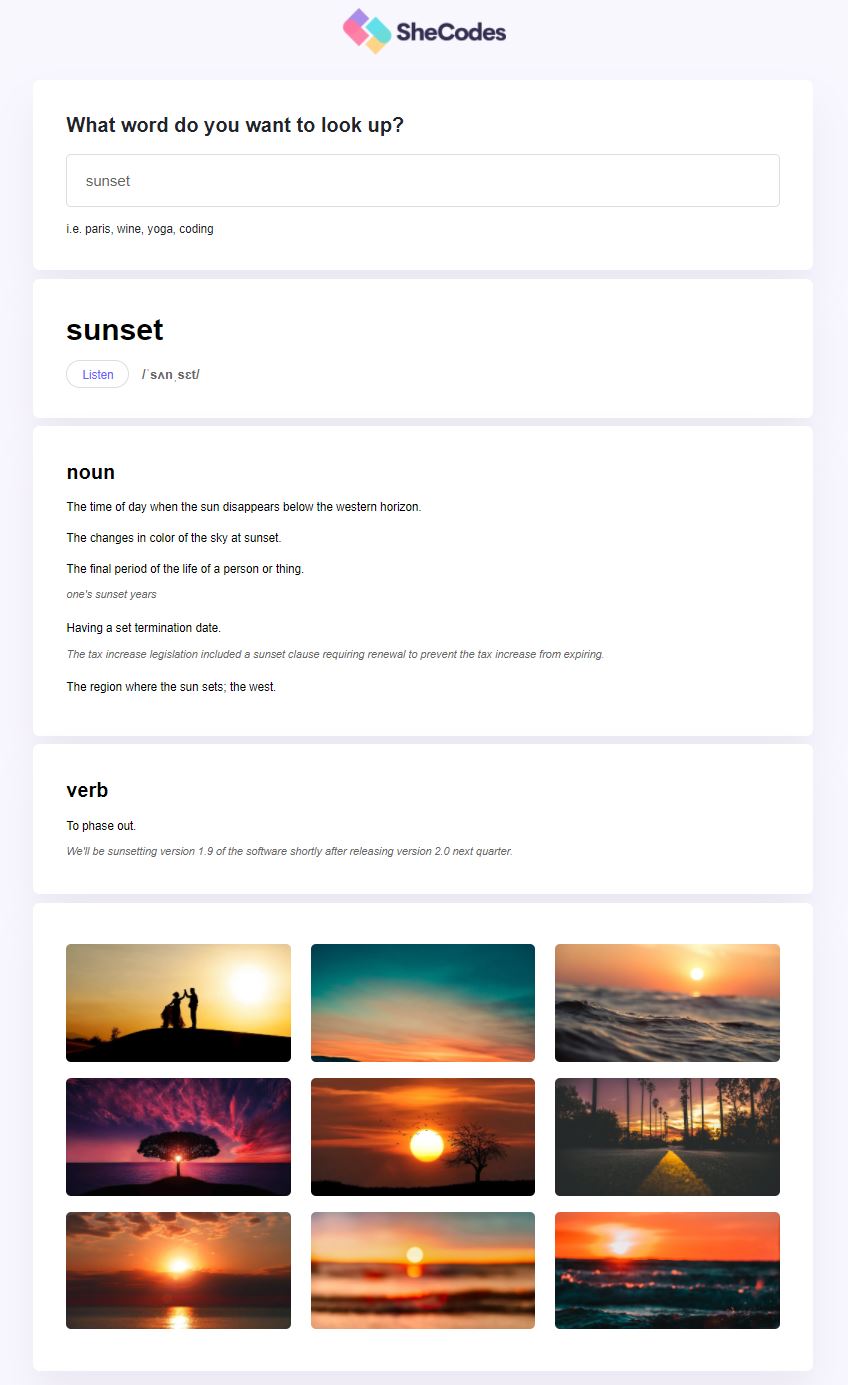 SheCodes
What word do you want to look up?
sunset
i.e. paris, wine, yoga, coding
sunset
Listen /ˈsʌnˌsɛt/
noun
The time of day when the sun disappears below the western horizon.
The changes in color of the sky at sunset.
The final period of the life of a person or thing.
one's sunset years
Having a set termination date.
The tax increase legislation included a sunset clause requiring renewal to prevent the tax increase from expiring.
The region where the sun sets; the west.
verb
To phase out.
We'll be sunsetting version 1.9 of the software shortly after releasing version 2.0 next quarter.